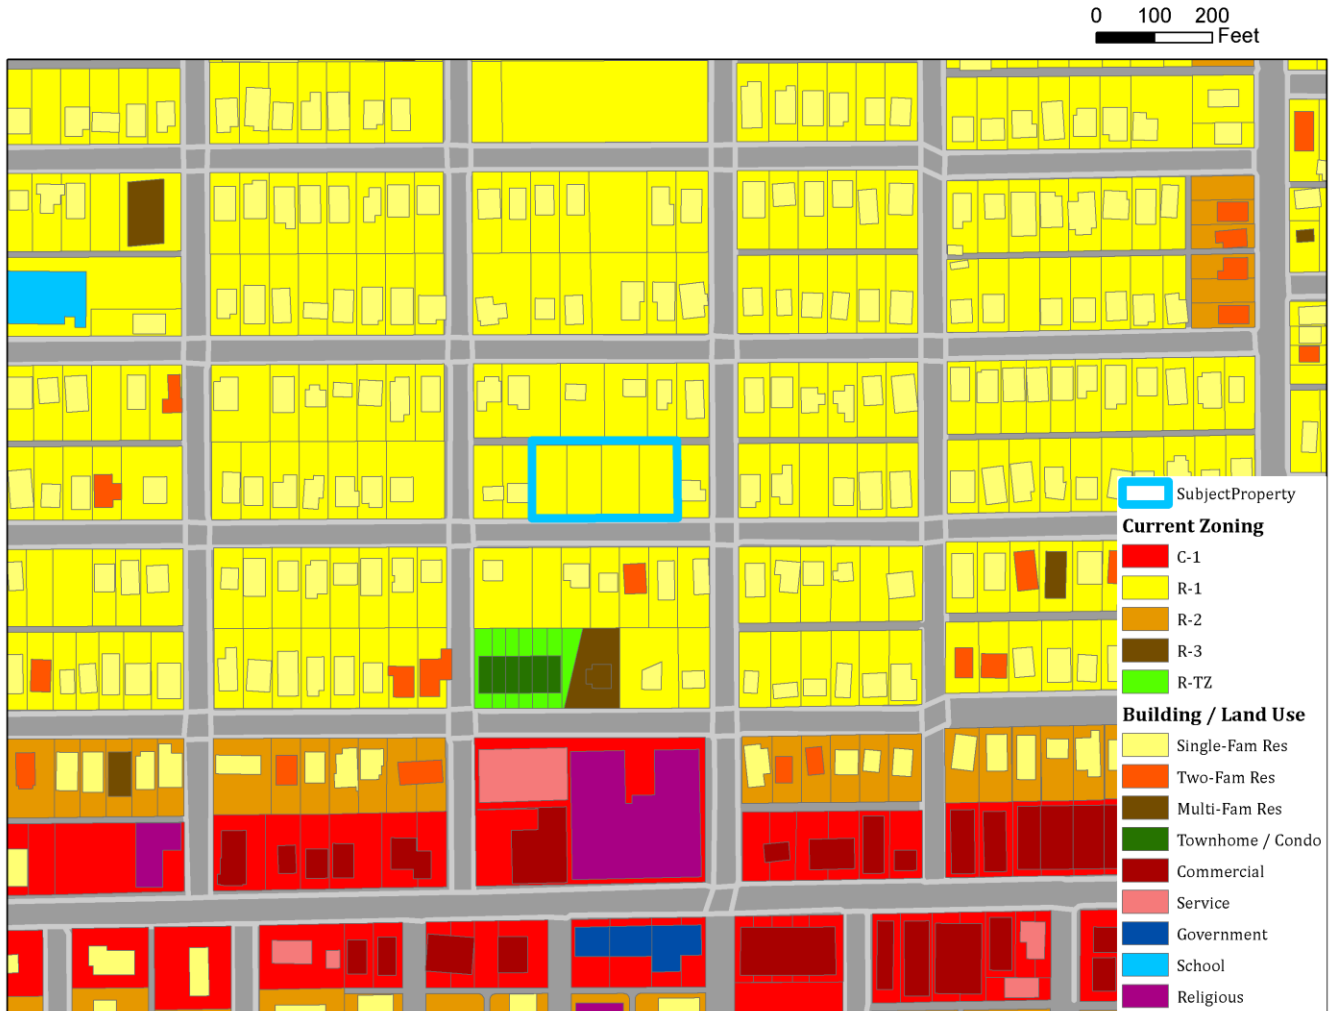 0 100 200
Feet
SubjectProperty
Current Zoning
C-1
R-1
R-2
R-3
R-TZ
Building / Land Use
Single-Fam Res
Two-Fam Res
Multi-Fam Res
Townhome / Condo
Commercial
Service
Government
School
Religious